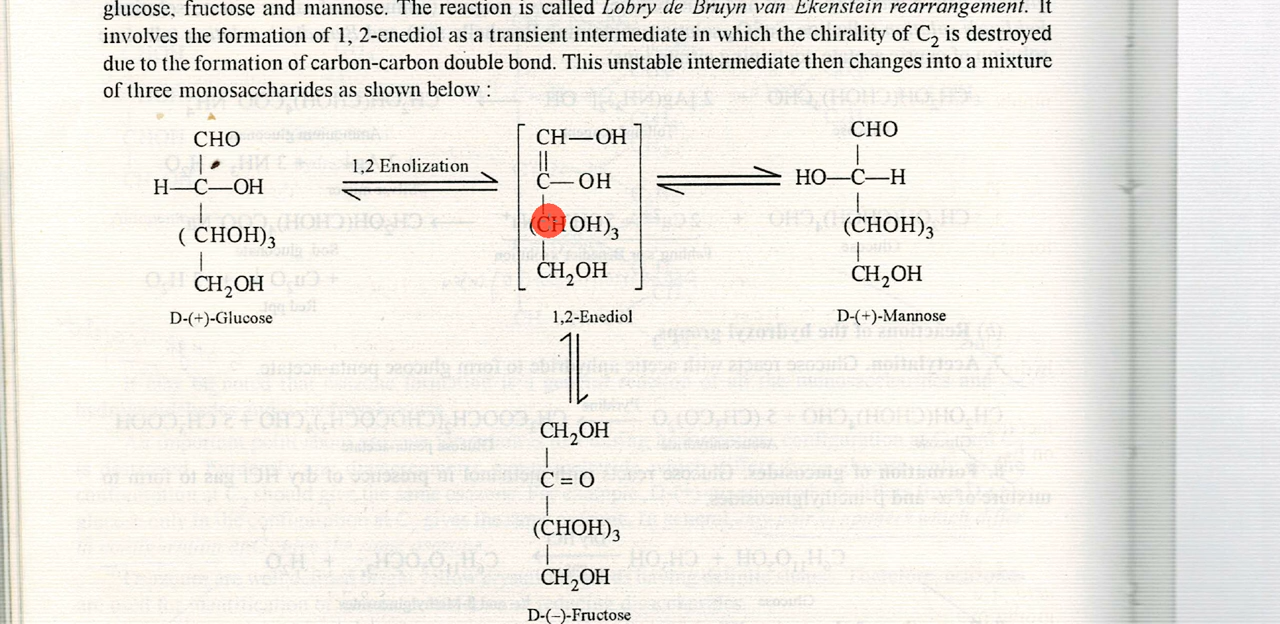 glucose, fructose and mannose. The reaction is called Lobry de Bruyn van Ekenstein rearrangement. It
involves the formation of 1, 2-enediol as a transient intermediate in which the chirality of C₂ is destroyed
due to the formation of carbon-carbon double bond. This unstable intermediate then changes into a mixture
of three monosaccharides as shown below :
CHO
H—C—OH
( CHOH)₃
CH₂OH
D-(+)-Glucose
1,2 Enolization
CH—OH
||
C—OH
(CHOH)₃
CH₂OH
1,2-Enediol
CHO
HO—C—H
(CHOH)₃
CH₂OH
D-(+)-Mannose
CH₂OH
C = O
(CHOH)₃
CH₂OH
D-(–)-Fructose